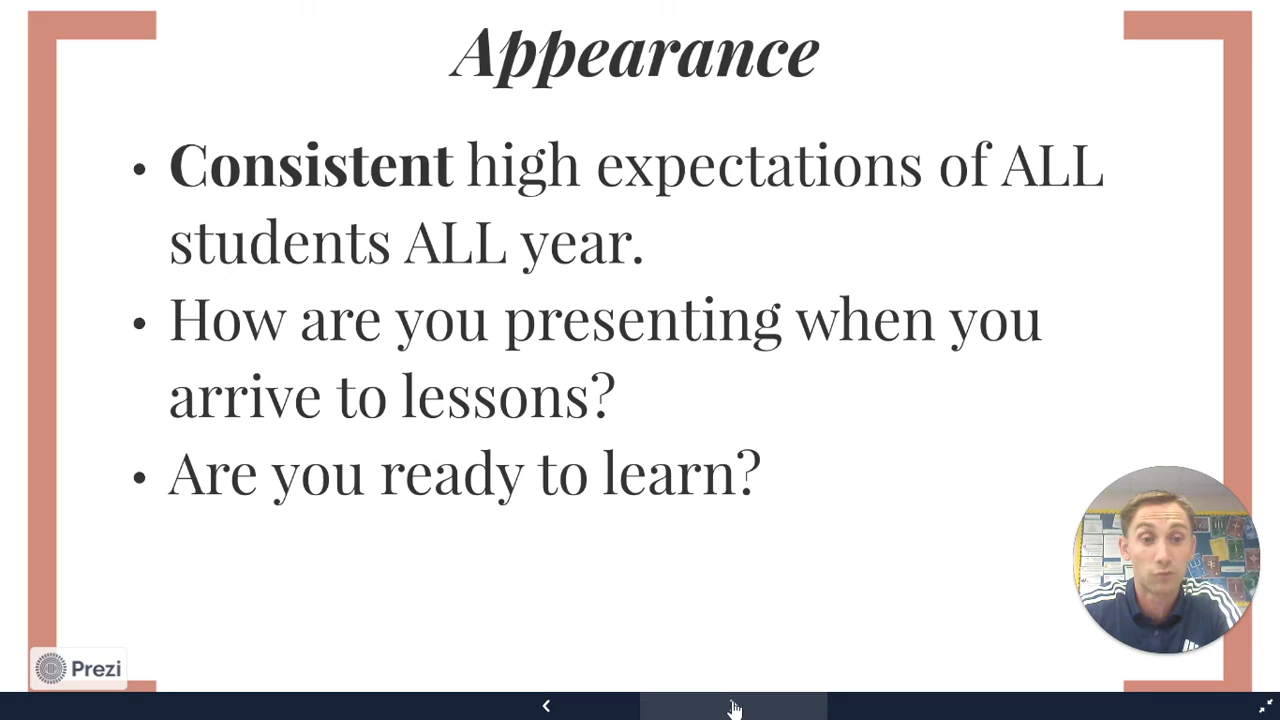 Appearance
• Consistent high expectations of ALL
students ALL year.
• How are you presenting when you
arrive to lessons?
• Are you ready to learn?
Prezi